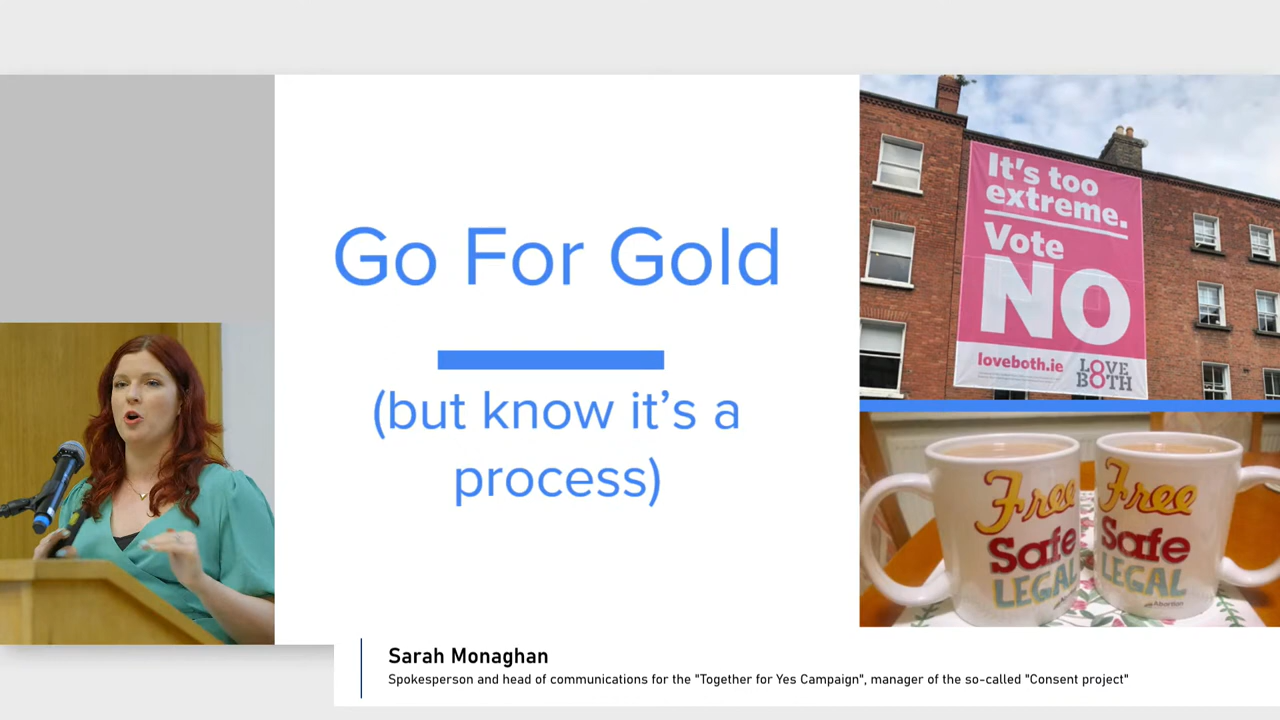 Go For Gold
(but know it's a
process)
It's too
extreme.
Vote
NO
loveboth.ie
LOVE
BOTH
Free
Safe
LEGAL
Free
Safe
LEGAL
Abortion
Sarah Monaghan
Spokesperson and head of communications for the "Together for Yes Campaign", manager of the so-called "Consent project"